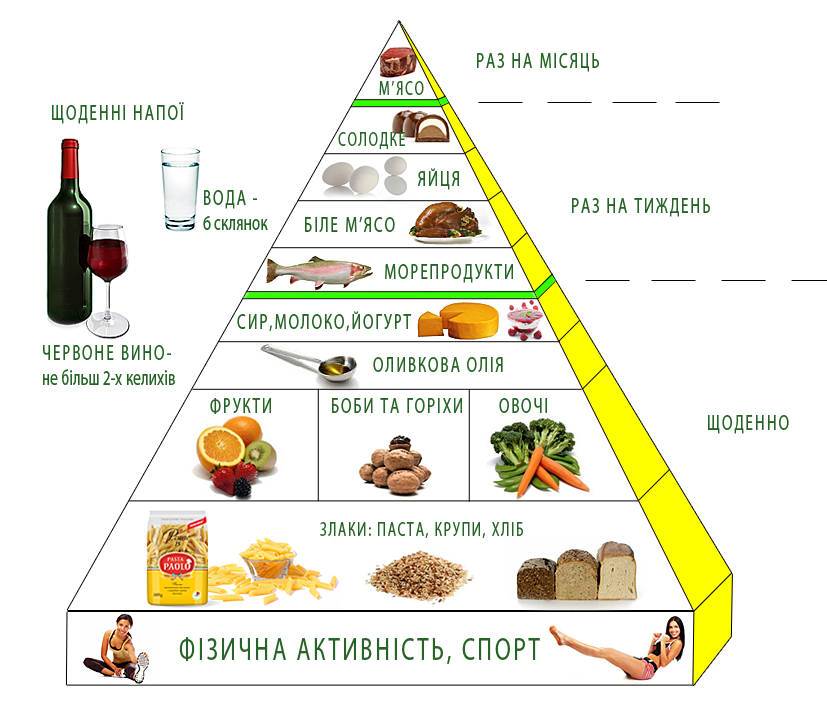 РАЗ НА МІСЯЦЬ
М'ЯСО
ЩОДЕННІ НАПОЇ
СОЛОДКЕ
ЯЙЦЯ
ВОДА -
6 склянок
РАЗ НА ТИЖДЕНЬ
БІЛЕ М'ЯСО
МОРЕПРОДУКТИ
СИР,МОЛОКО,ЙОГУРТ
ЧЕРВОНЕ ВИНО-
не більш 2-х келихів
ОЛИВКОВА ОЛІЯ
ФРУКТИ
БОБИ ТА ГОРІХИ
ОВОЧІ
ЩОДЕННО
ЗЛАКИ: ПАСТА, КРУПИ, ХЛІБ
PASTA
PAOLO
ФІЗИЧНА АКТИВНІСТЬ, СПОРТ